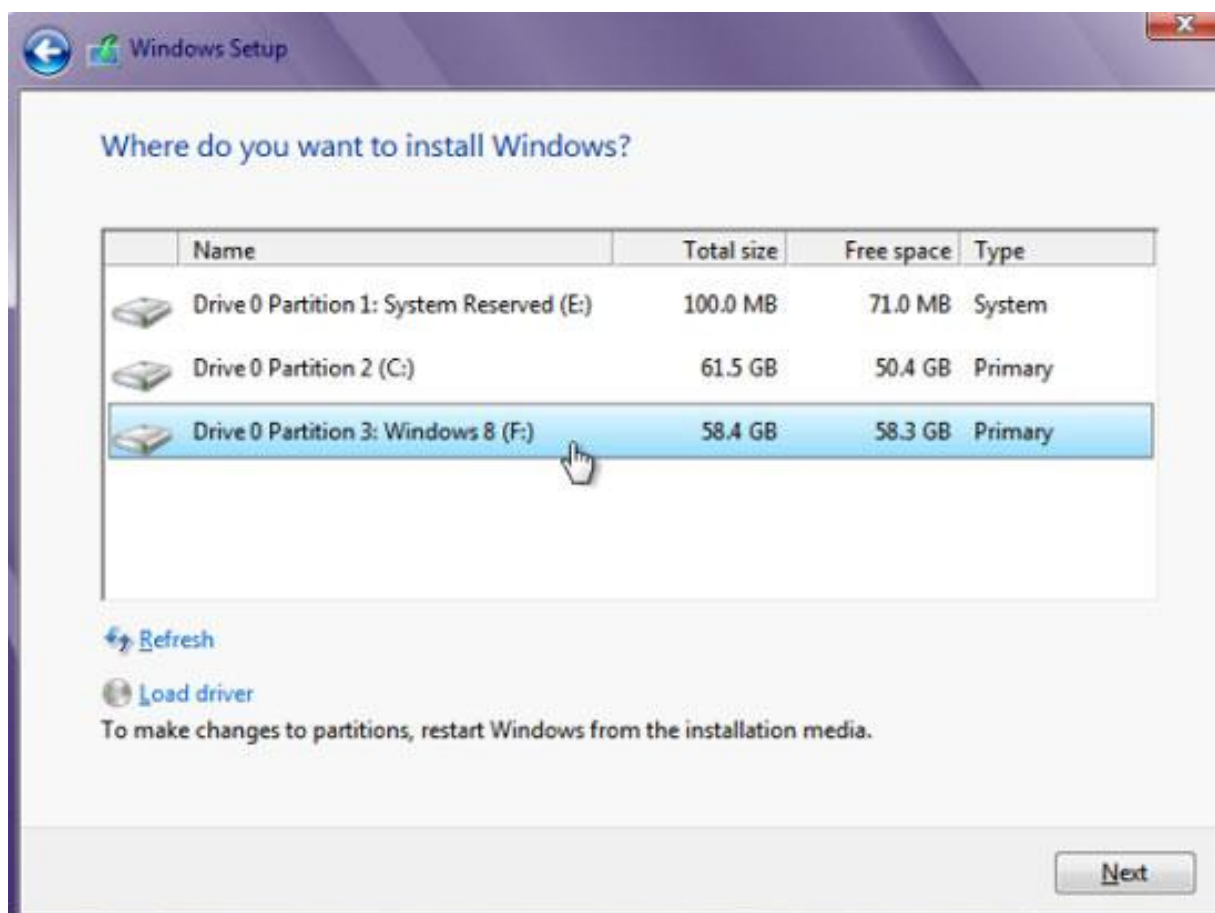 Windows Setup
Where do you want to install Windows?
Name Total size Free space Type
Drive 0 Partition 1: System Reserved (E:) 100.0 MB 71.0 MB System
Drive 0 Partition 2 (C:) 61.5 GB 50.4 GB Primary
Drive 0 Partition 3: Windows 8 (F:) 58.4 GB 58.3 GB Primary
Refresh
Load driver
To make changes to partitions, restart Windows from the installation media.
Next